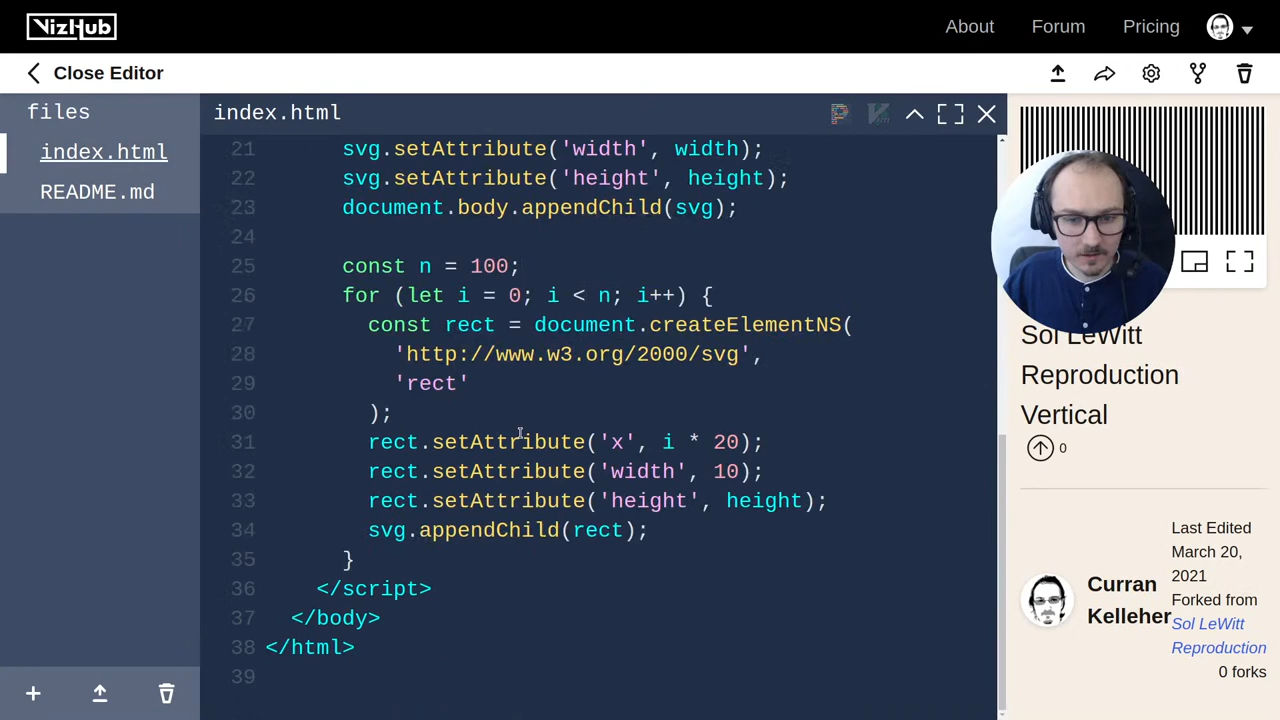 VizHub
About
Forum
Pricing
Close Editor
files
index.html
README.md
index.html
21 svg.setAttribute('width', width);
22 svg.setAttribute('height', height);
23 document.body.appendChild(svg);
24
25 const n = 100;
26 for (let i = 0; i < n; i++) {
27 const rect = document.createElementNS(
28 'http://www.w3.org/2000/svg',
29 'rect'
30 );
31 rect.setAttribute('x', i * 20);
32 rect.setAttribute('width', 10);
33 rect.setAttribute('height', height);
34 svg.appendChild(rect);
35 }
36 </script>
37 </body>
38 </html>
39
Sol LeWitt
Reproduction
Vertical
0
Curran
Kelleher
Last Edited
March 20,
2021
Forked from
Sol LeWitt
Reproduction
0 forks